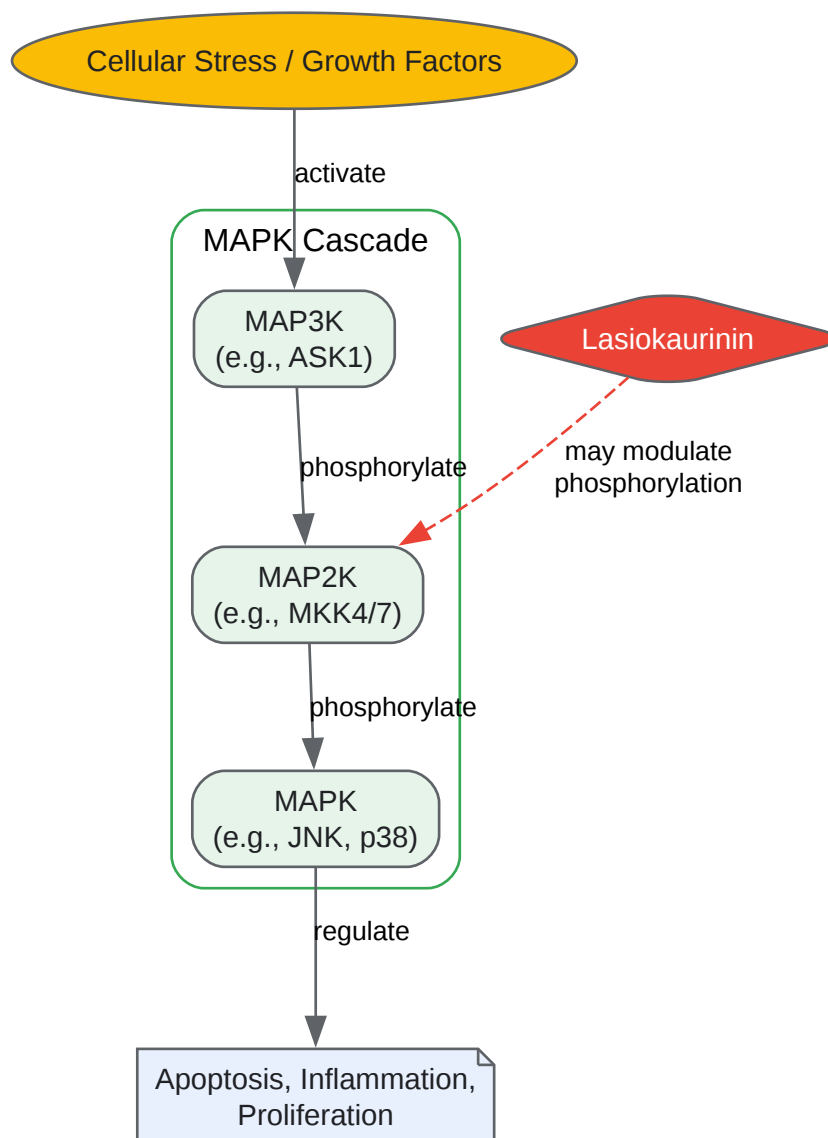 Cellular Stress / Growth Factors
activate
MAPK Cascade
MAP3K
(e.g., ASK1)
Lasiokaurinin
phosphorylate
may modulate
phosphorylation
MAP2K
(e.g., MKK4/7)
phosphorylate
MAPK
(e.g., JNK, p38)
regulate
Apoptosis, Inflammation,
Proliferation